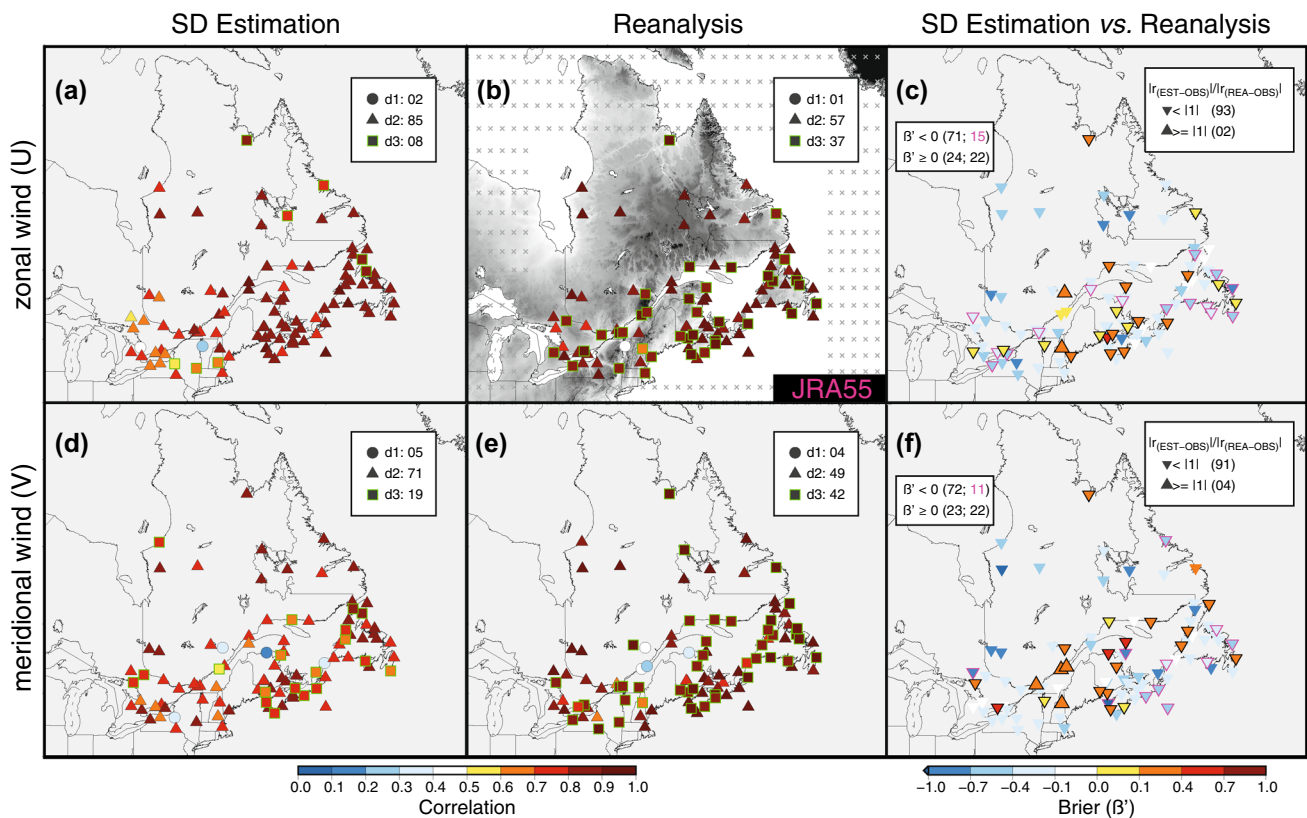 SD Estimation
Reanalysis
SD Estimation vs. Reanalysis
zonal wind (U)
(a)
d1: 02
d2: 85
d3: 08
(b)
d1: 01
d2: 57
d3: 37
JRA55
(c)
ß' < 0 (71; 15)
ß' ≥ 0 (24; 22)
|r(EST−OBS)|/|r(REA−OBS)|
< |1| (93)
>= |1| (02)
meridional wind (V)
(d)
d1: 05
d2: 71
d3: 19
(e)
d1: 04
d2: 49
d3: 42
(f)
ß' < 0 (72; 11)
ß' ≥ 0 (23; 22)
|r(EST−OBS)|/|r(REA−OBS)|
< |1| (91)
>= |1| (04)
0.0 0.1 0.2 0.3 0.4 0.5 0.6 0.7 0.8 0.9 1.0
Correlation
−1.0 −0.7 −0.4 −0.1 0.0 0.1 0.4 0.7 1.0
Brier (ß')